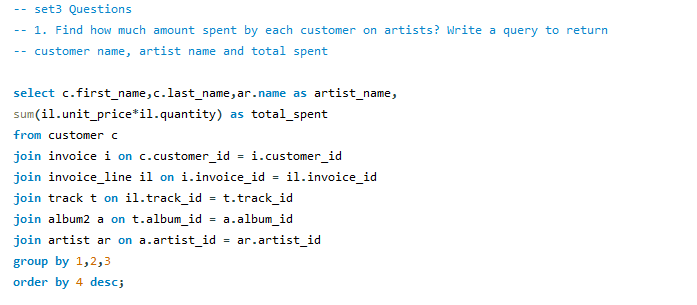 -- set3 Questions
-- 1. Find how much amount spent by each customer on artists? Write a query to return
-- customer name, artist name and total spent
select c.first_name,c.last_name,ar.name as artist_name,
sum(il.unit_price*il.quantity) as total_spent
from customer c
join invoice i on c.customer_id = i.customer_id
join invoice_line il on i.invoice_id = il.invoice_id
join track t on il.track_id = t.track_id
join album2 a on t.album_id = a.album_id
join artist ar on a.artist_id = ar.artist_id
group by 1,2,3
order by 4 desc;